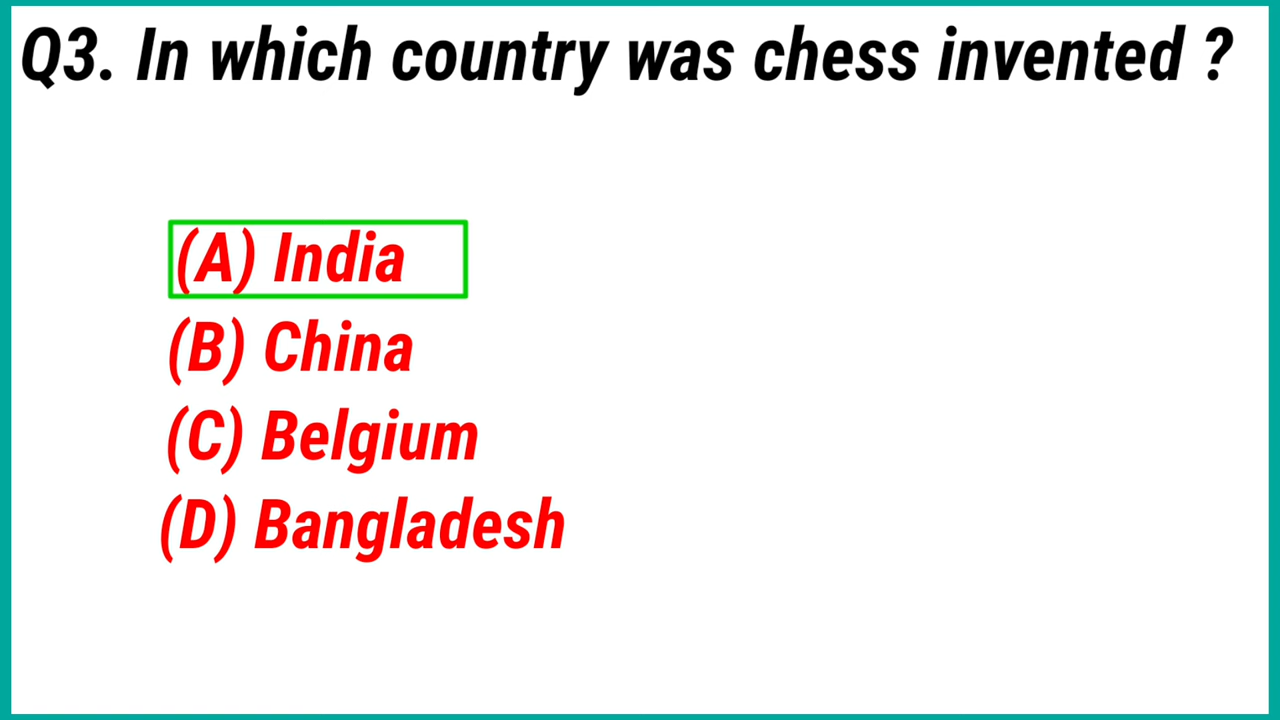 Q3. In which country was chess invented ?
(A) India
(B) China
(C) Belgium
(D) Bangladesh